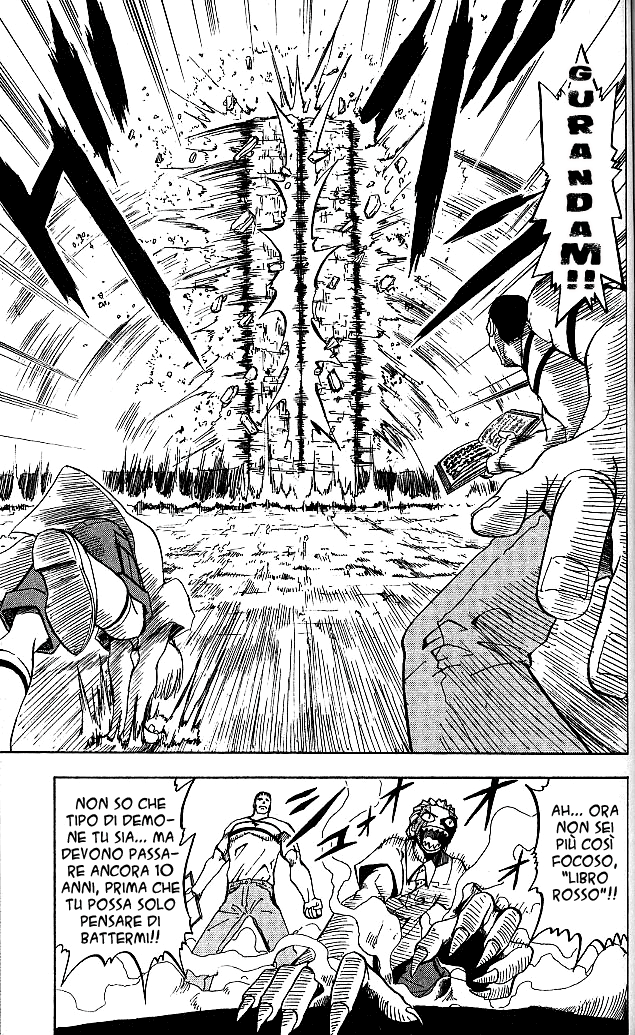 GURANDAM!!
NON SO CHE
TIPO DI DEMO-
NE TU SIA... MA
DEVONO PASSA-
RE ANCORA 10
ANNI, PRIMA CHE
TU POSSA SOLO
PENSARE DI
BATTERMI!!
AH... ORA
NON SEI
PIÙ COSÌ
FOCOSO,
"LIBRO
ROSSO"!!